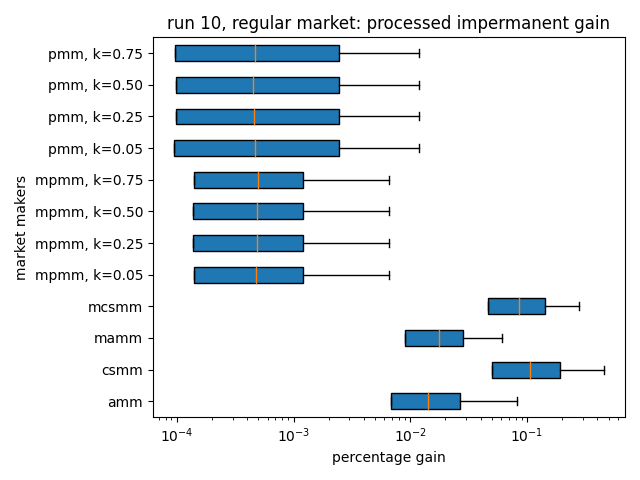 run 10, regular market: processed impermanent gain
pmm, k=0.75
pmm, k=0.50
pmm, k=0.25
pmm, k=0.05
mpmm, k=0.75
mpmm, k=0.50
mpmm, k=0.25
mpmm, k=0.05
mcsmm
mamm
csmm
amm
market makers
10⁻⁴ 10⁻³ 10⁻² 10⁻¹
percentage gain